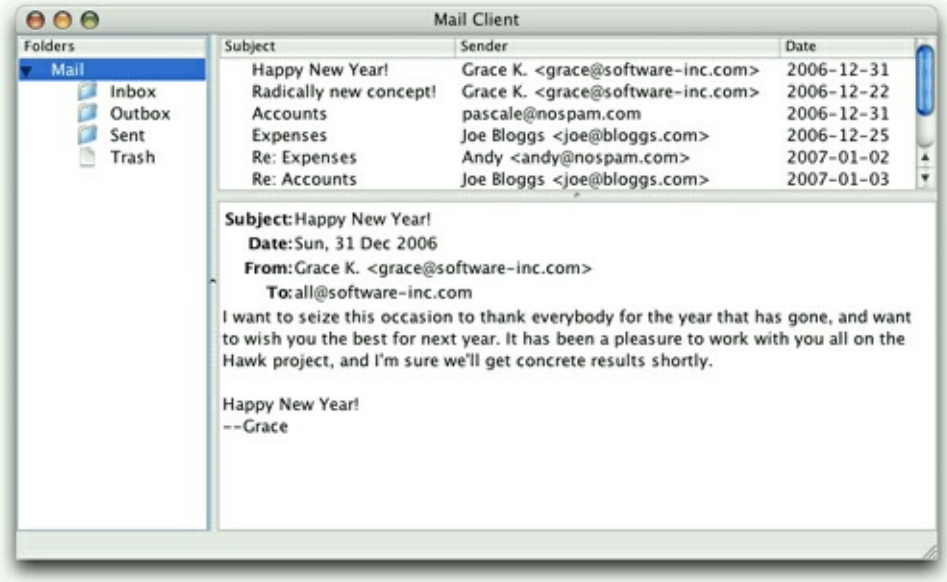 Mail Client
Folders
Mail
Inbox
Outbox
Sent
Trash
Subject Sender Date
Happy New Year! Grace K. <grace@software-inc.com> 2006-12-31
Radically new concept! Grace K. <grace@software-inc.com> 2006-12-22
Accounts pascale@nospam.com 2006-12-31
Expenses Joe Bloggs <joe@bloggs.com> 2006-12-25
Re: Expenses Andy <andy@nospam.com> 2007-01-02
Re: Accounts Joe Bloggs <joe@bloggs.com> 2007-01-03
Subject: Happy New Year!
Date: Sun, 31 Dec 2006
From: Grace K. <grace@software-inc.com>
To: all@software-inc.com
I want to seize this occasion to thank everybody for the year that has gone, and want
to wish you the best for next year. It has been a pleasure to work with you all on the
Hawk project, and I'm sure we'll get concrete results shortly.
Happy New Year!
--Grace